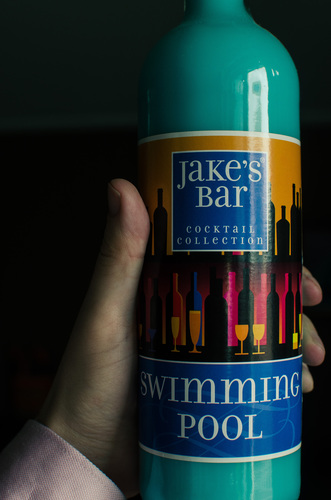 Jake's
Bar
COCKTAIL
COLLECTION
SWIMMING
POOL